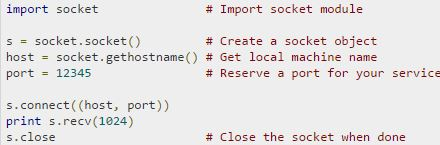 import socket # Import socket module
s = socket.socket() # Create a socket object
host = socket.gethostname() # Get local machine name
port = 12345 # Reserve a port for your service
s.connect((host, port))
print s.recv(1024)
s.close # Close the socket when done